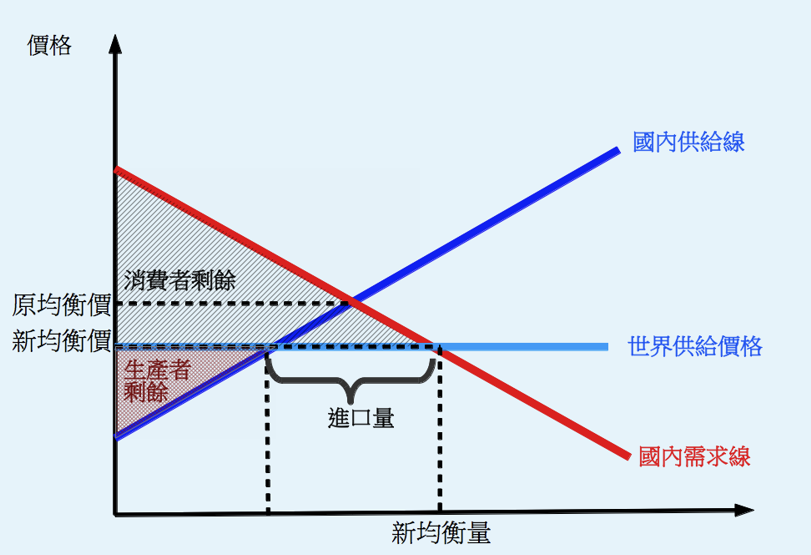 價格
國內供給線
消費者剩餘
原均衡價
新均衡價
世界供給價格
生產者
剩餘
進口量
國內需求線
新均衡量